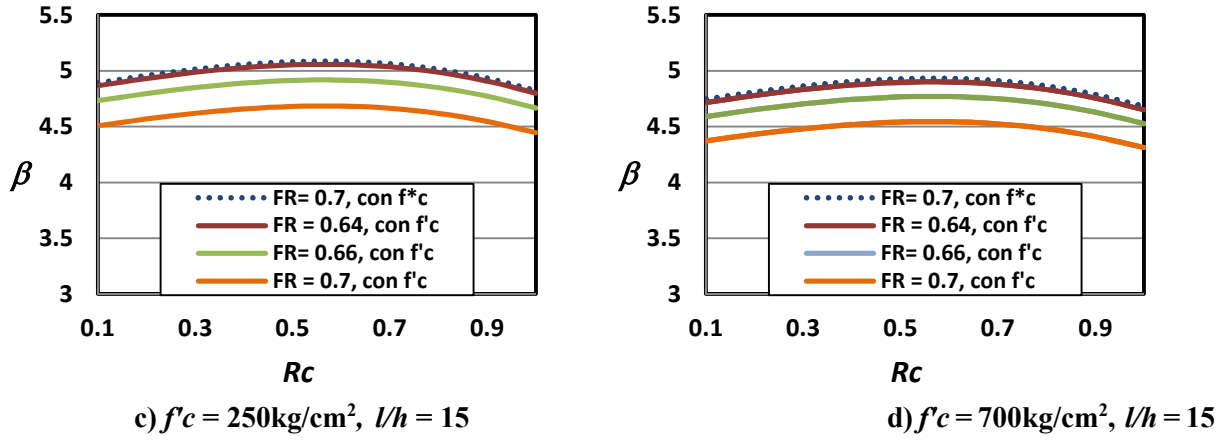 5.5
5
4.5
4
3.5
3
β
FR= 0.7, con f*c
FR = 0.64, con f'c
FR= 0.66, con f'c
FR = 0.7, con f'c
0.1 0.3 0.5 0.7 0.9
Rc
c) f'c = 250kg/cm², l/h = 15
5.5
5
4.5
4
3.5
3
β
FR= 0.7, con f*c
FR = 0.64, con f'c
FR= 0.66, con f'c
FR = 0.7, con f'c
0.1 0.3 0.5 0.7 0.9
Rc
d) f'c = 700kg/cm², l/h = 15